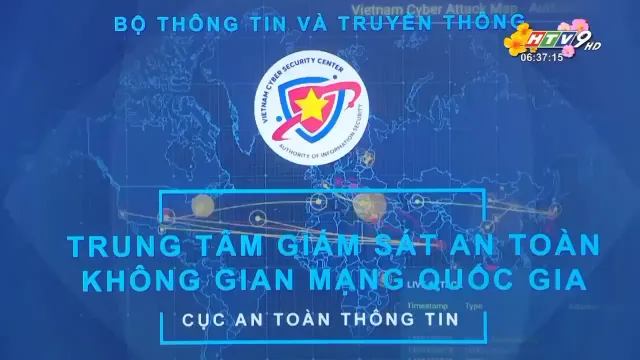 BỘ THÔNG TIN VÀ TRUYỀN THÔNG
Vietnam Cyber Attack Map
HTV9 HD
06:37:15
VIETNAM CYBER SECURITY CENTER
AUTHORITY OF INFORMATION SECURITY
TRUNG TÂM GIÁM SÁT AN TOÀN
KHÔNG GIAN MẠNG QUỐC GIA
Timestamp Type
CỤC AN TOÀN THÔNG TIN